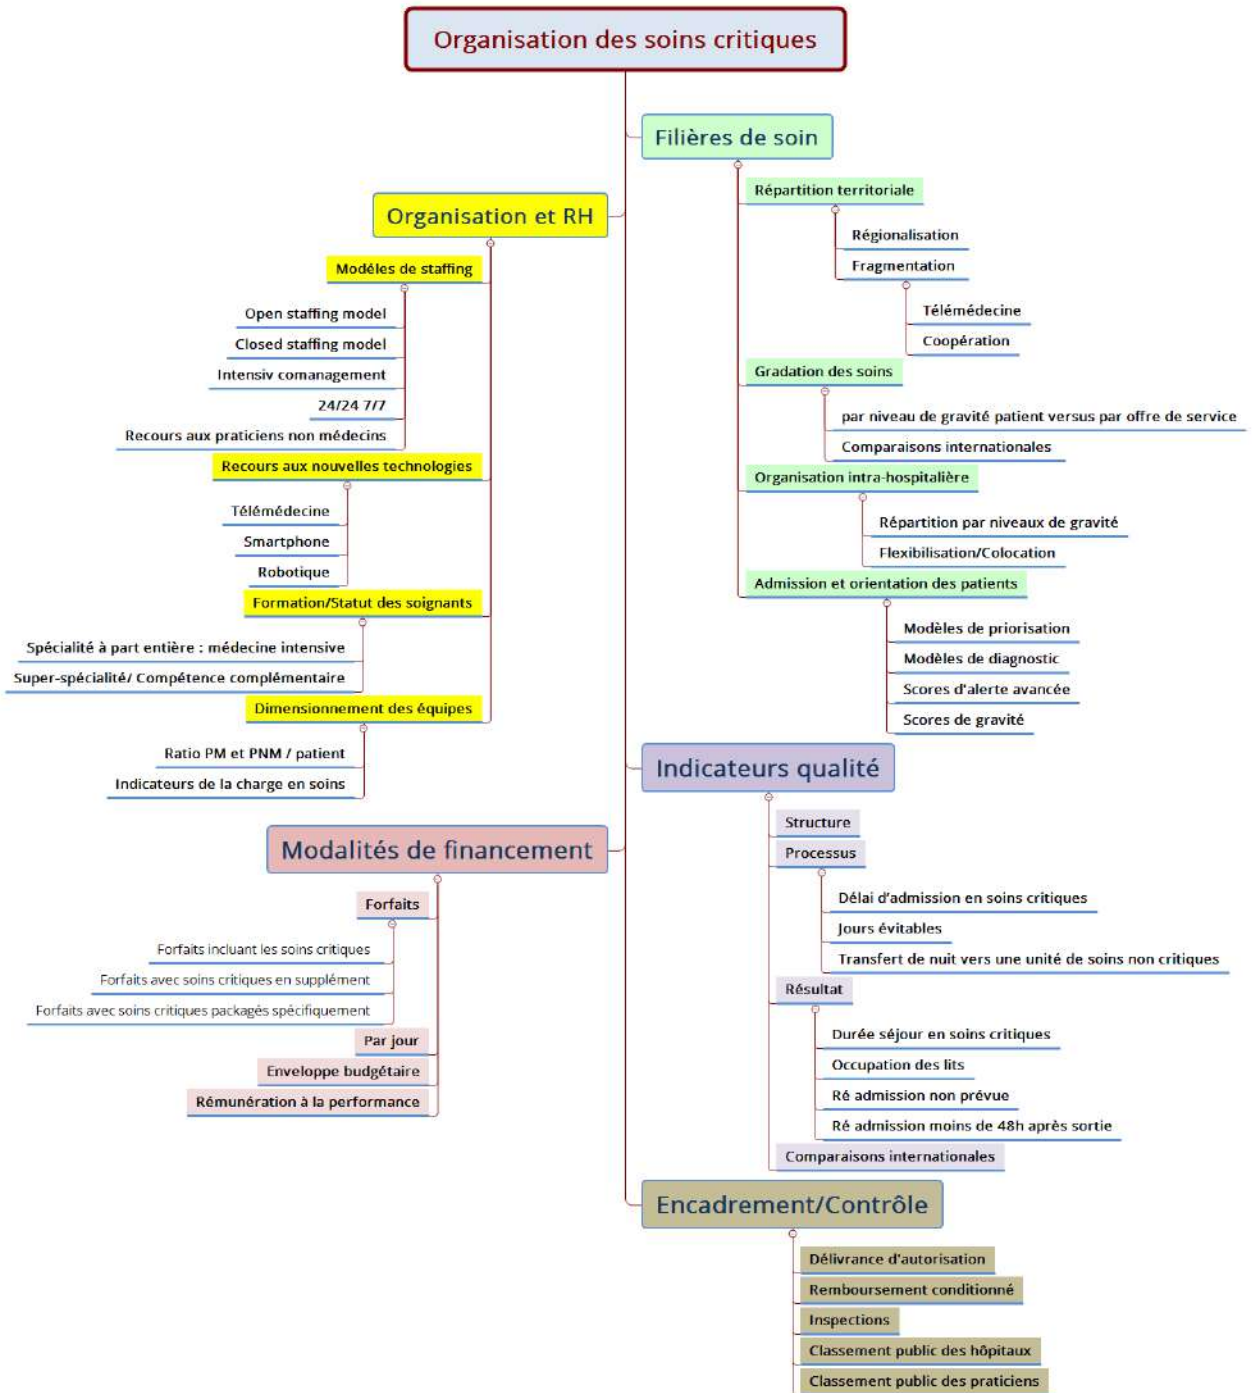 Organisation des soins critiques
Filières de soin
Répartition territoriale
Régionalisation
Fragmentation
Télémédecine
Coopération
Gradation des soins
par niveau de gravité patient versus par offre de service
Comparaisons internationales
Organisation intra-hospitalière
Répartition par niveaux de gravité
Flexibilisation/Colocation
Admission et orientation des patients
Modèles de priorisation
Modèles de diagnostic
Scores d'alerte avancée
Scores de gravité
Organisation et RH
Modèles de staffing
Open staffing model
Closed staffing model
Intensiv comanagement
24/24 7/7
Recours aux praticiens non médecins
Recours aux nouvelles technologies
Télémédecine
Smartphone
Robotique
Formation/Statut des soignants
Spécialité à part entière : médecine intensive
Super-spécialité/ Compétence complémentaire
Dimensionnement des équipes
Ratio PM et PNM / patient
Indicateurs de la charge en soins
Indicateurs qualité
Structure
Processus
Délai d'admission en soins critiques
Jours évitables
Transfert de nuit vers une unité de soins non critiques
Résultat
Durée séjour en soins critiques
Occupation des lits
Ré admission non prévue
Ré admission moins de 48h après sortie
Comparaisons internationales
Modalités de financement
Forfaits
Forfaits incluant les soins critiques
Forfaits avec soins critiques en supplément
Forfaits avec soins critiques packagés spécifiquement
Par jour
Enveloppe budgétaire
Rémunération à la performance
Encadrement/Contrôle
Délivrance d'autorisation
Remboursement conditionné
Inspections
Classement public des hôpitaux
Classement public des praticiens